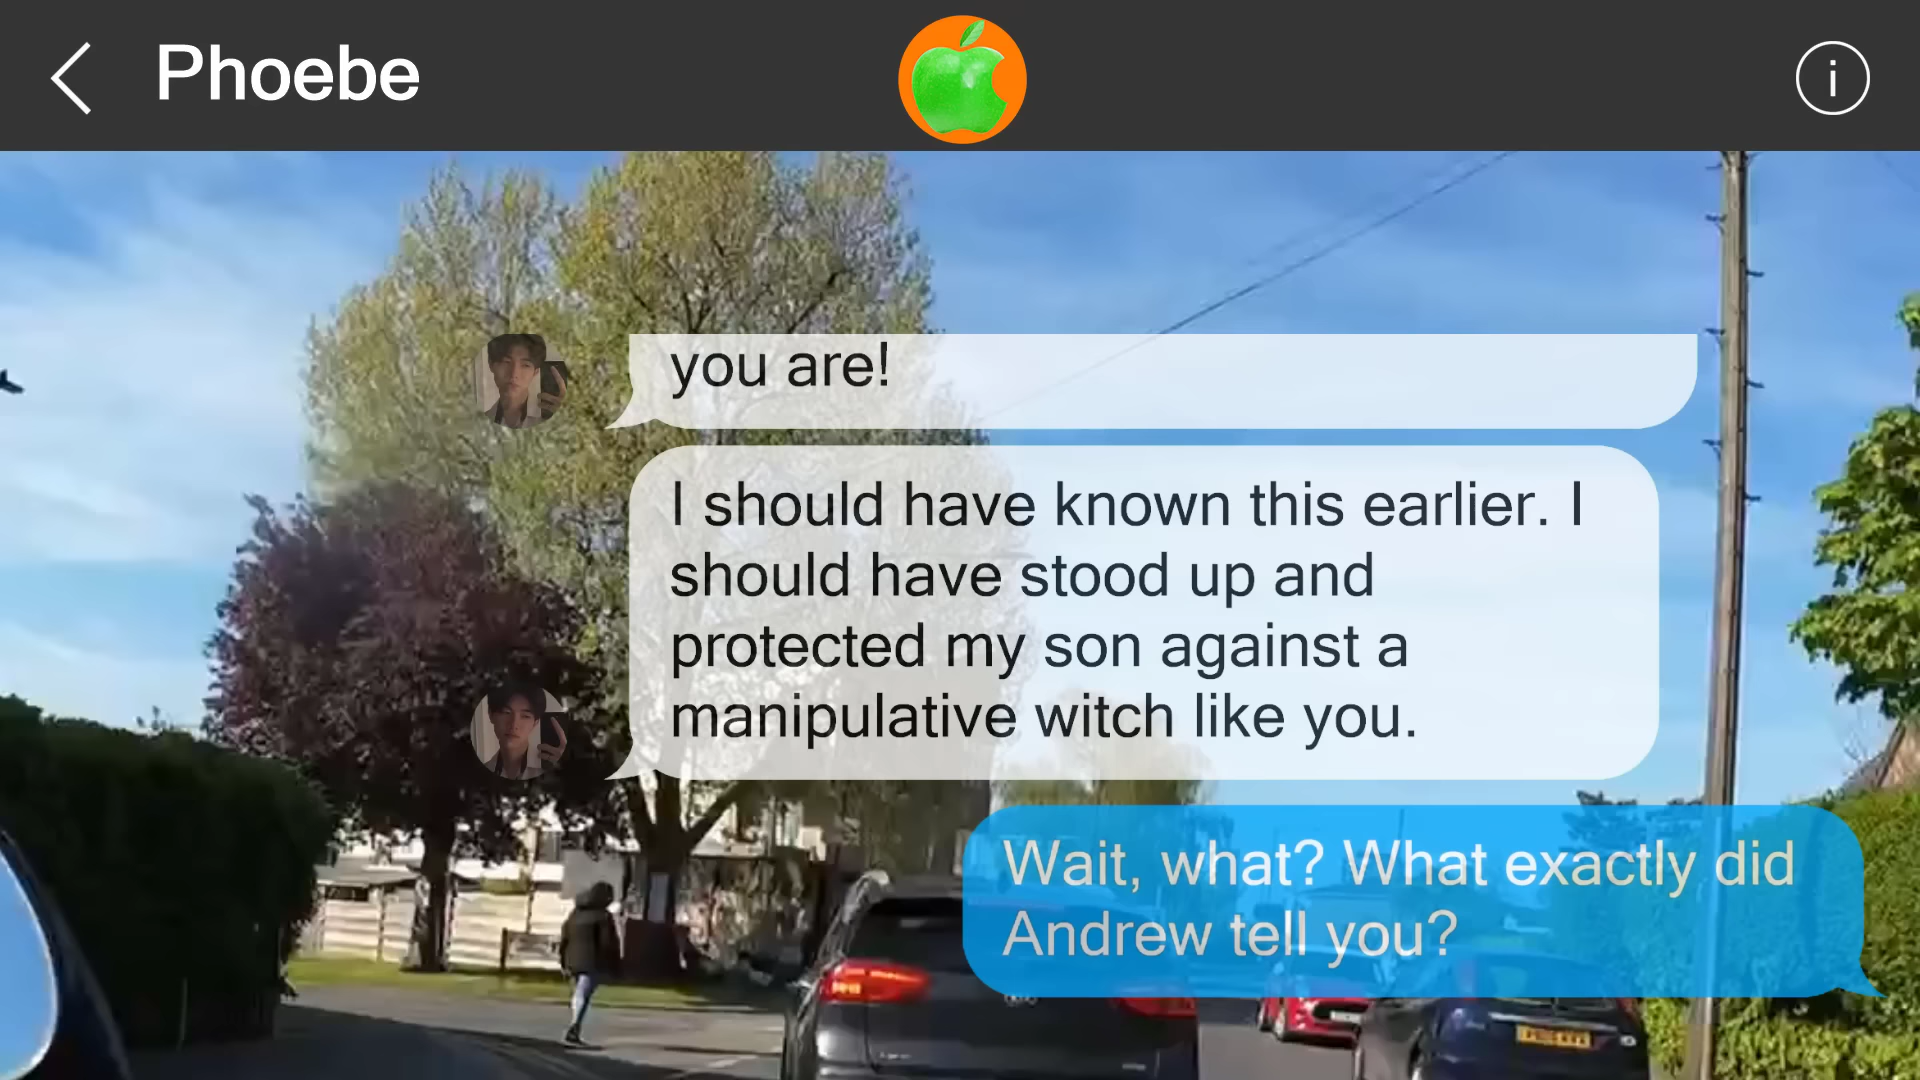 Phoebe
i
you are!
I should have known this earlier. I
should have stood up and
protected my son against a
manipulative witch like you.
Wait, what? What exactly did
Andrew tell you?